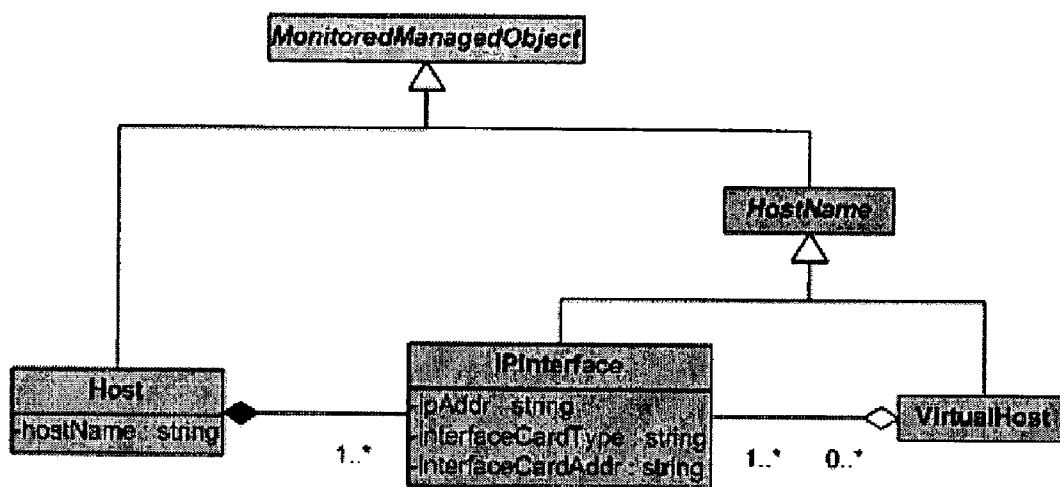 MonitoredManagedObject
HostName
Host
-hostName : string
IPInterface
-ipAddr : string
-interfaceCardType : string
-interfaceCardAddr : string
VirtualHost
1..*
1..*
0..*